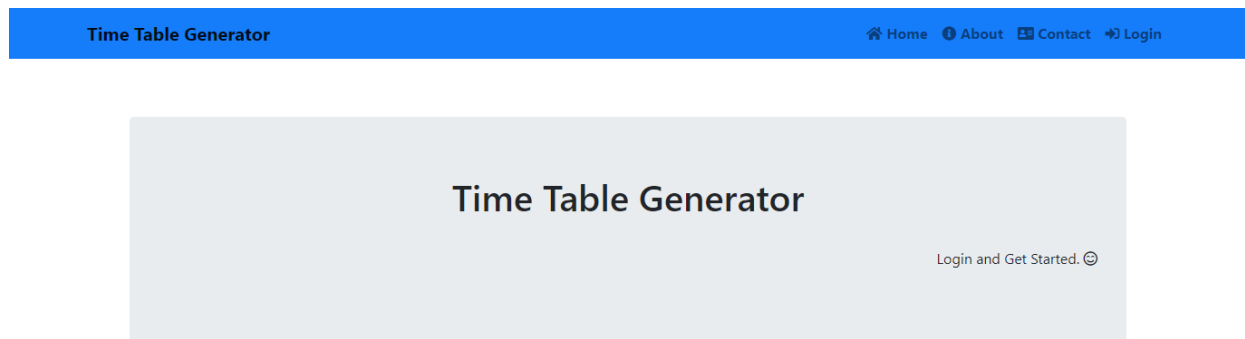 Time Table Generator Home About Contact Login
Time Table Generator
Login and Get Started.